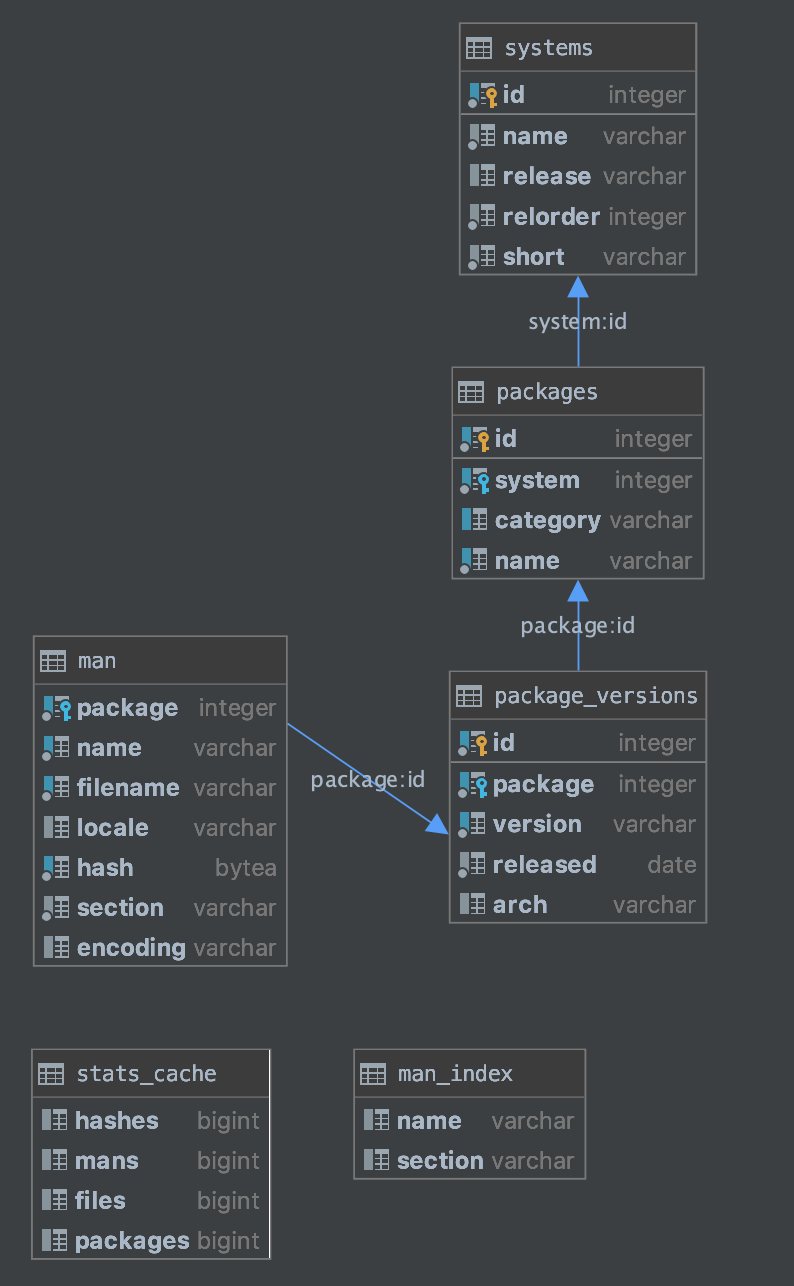 systems
id integer
name varchar
release varchar
relorder integer
short varchar
system:id
packages
id integer
system integer
category varchar
name varchar
package:id
package_versions
id integer
package integer
version varchar
released date
arch varchar
man
package integer
name varchar
filename varchar
locale varchar
hash bytea
section varchar
encoding varchar
package:id
stats_cache
hashes bigint
mans bigint
files bigint
packages bigint
man_index
name varchar
section varchar